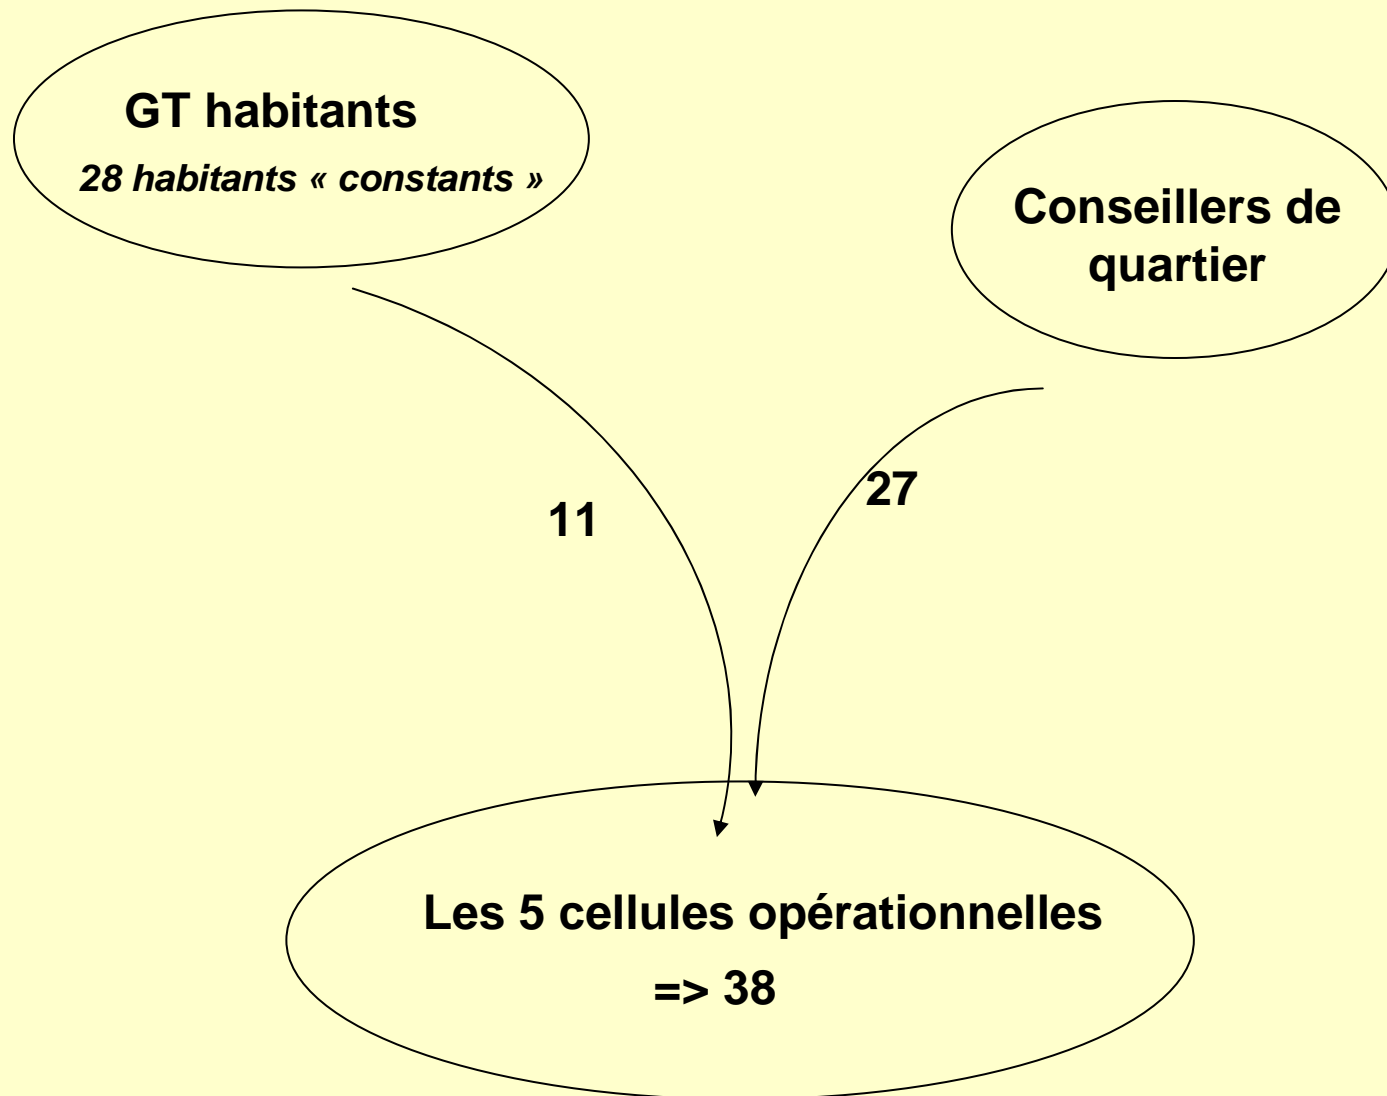 GT habitants
28 habitants « constants »
Conseillers de
quartier
11
27
Les 5 cellules opérationnelles
=> 38